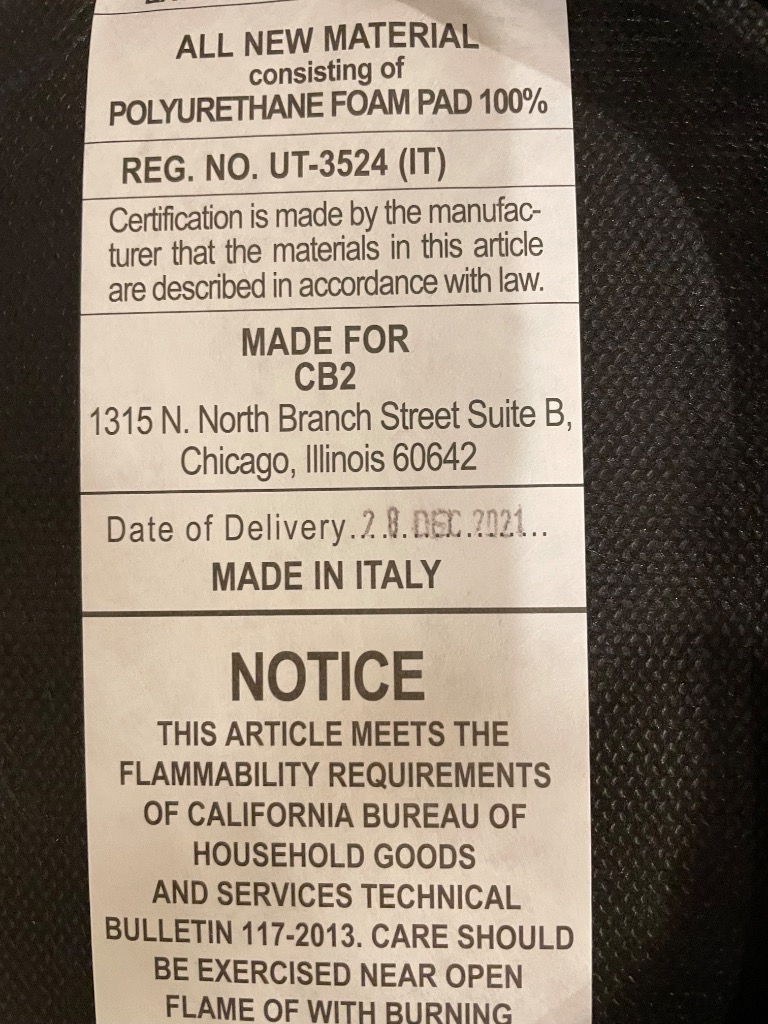 ALL NEW MATERIAL
consisting of
POLYURETHANE FOAM PAD 100%
REG. NO. UT-3524 (IT)
Certification is made by the manufac-
turer that the materials in this article
are described in accordance with law.
MADE FOR
CB2
1315 N. North Branch Street Suite B,
Chicago, Illinois 60642
Date of Delivery.28.DEC.2021...
MADE IN ITALY
NOTICE
THIS ARTICLE MEETS THE
FLAMMABILITY REQUIREMENTS
OF CALIFORNIA BUREAU OF
HOUSEHOLD GOODS
AND SERVICES TECHNICAL
BULLETIN 117-2013. CARE SHOULD
BE EXERCISED NEAR OPEN
FLAME OF WITH BURNING